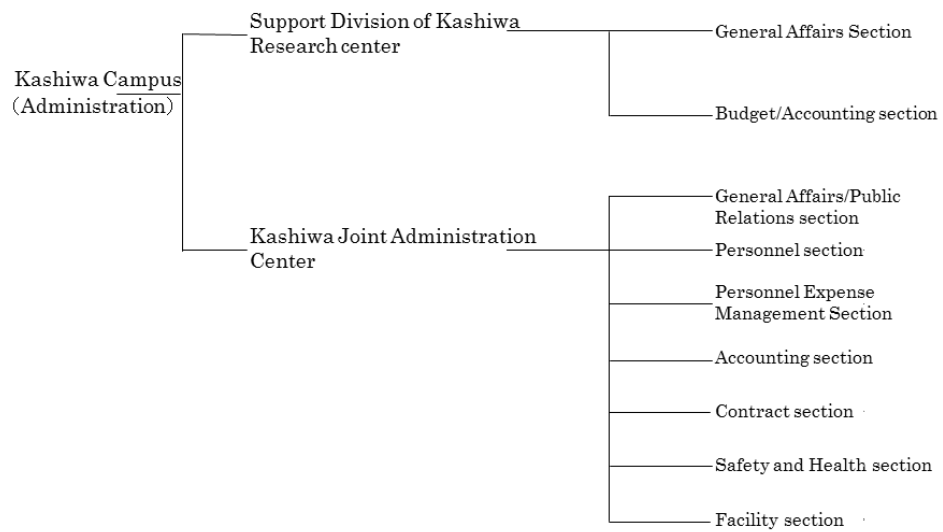 Kashiwa Campus
（Administration）
Support Division of Kashiwa
Research center
General Affairs Section
Budget/Accounting section
Kashiwa Joint Administration
Center
General Affairs/Public
Relations section
Personnel section
Personnel Expense
Management Section
Accounting section
Contract section
Safety and Health section
Facility section